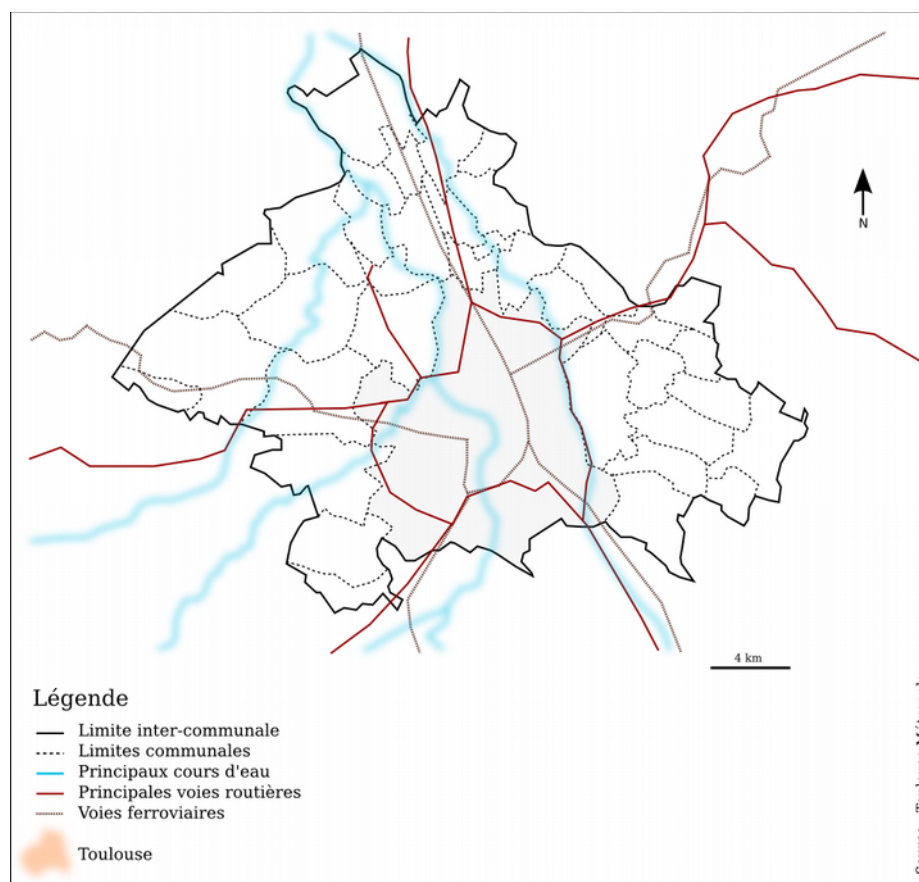 N
4 km
Légende
Limite inter-communale
Limites communales
Principaux cours d'eau
Principales voies routières
Voies ferroviaires
Toulouse